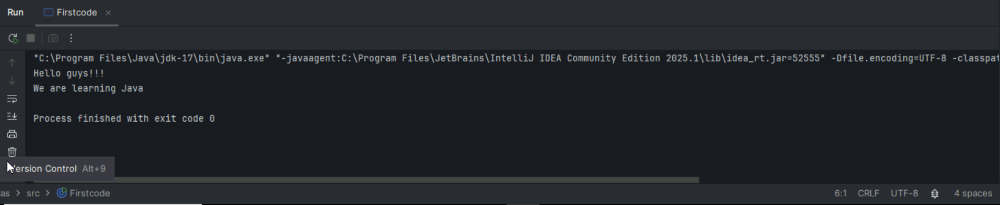 Run Firstcode
"C:\Program Files\Java\jdk-17\bin\java.exe" "-javaagent:C:\Program Files\JetBrains\IntelliJ IDEA Community Edition 2025.1\lib\idea_rt.jar=52555" -Dfile.encoding=UTF-8 -classpat
Hello guys!!!
We are learning Java
Process finished with exit code 0
ersion Control Alt+9
as > src > Firstcode 6:1 CRLF UTF-8 4 spaces